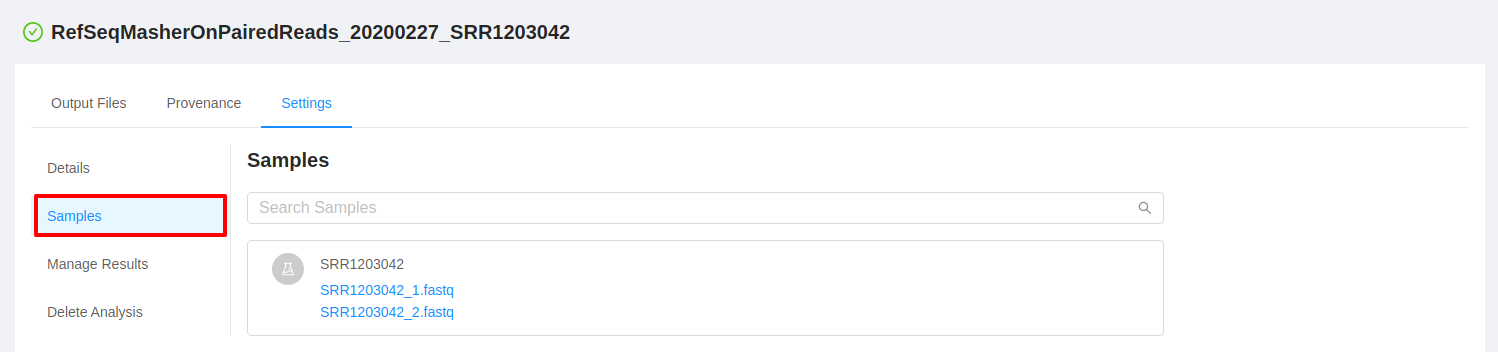 RefSeqMasherOnPairedReads_20200227_SRR1203042
Output Files
Provenance
Settings
Details
Samples
Manage Results
Delete Analysis
Samples
Search Samples
SRR1203042
SRR1203042_1.fastq
SRR1203042_2.fastq